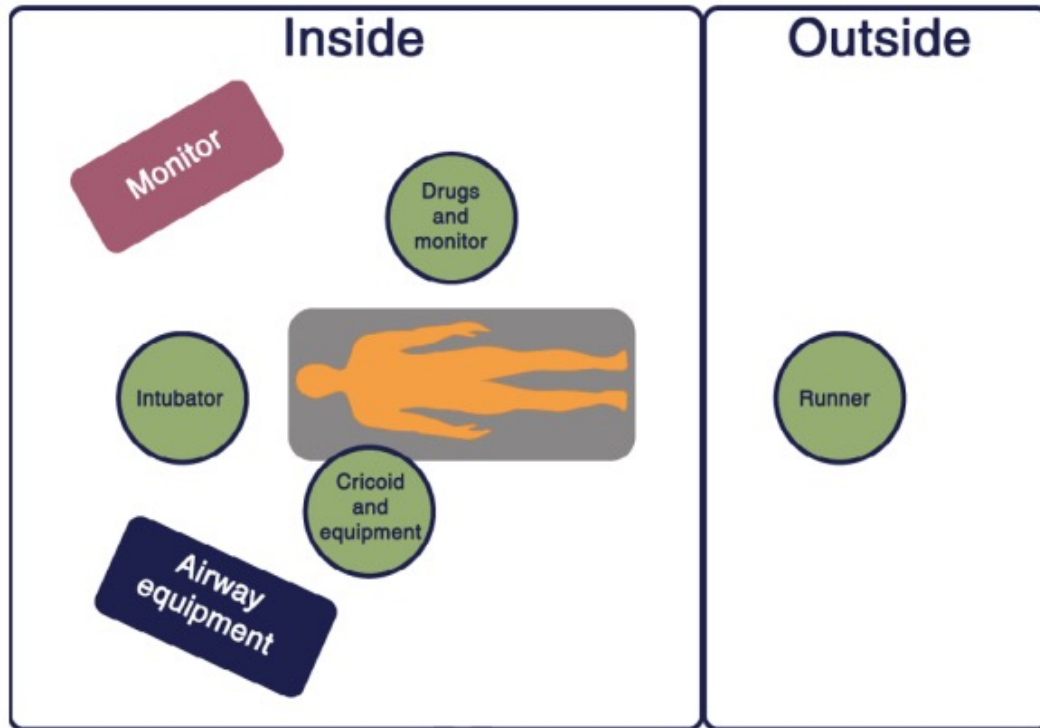 Inside
Outside
Monitor
Drugs
and
monitor
Intubator
Runner
Cricoid
and
equipment
Airway
equipment